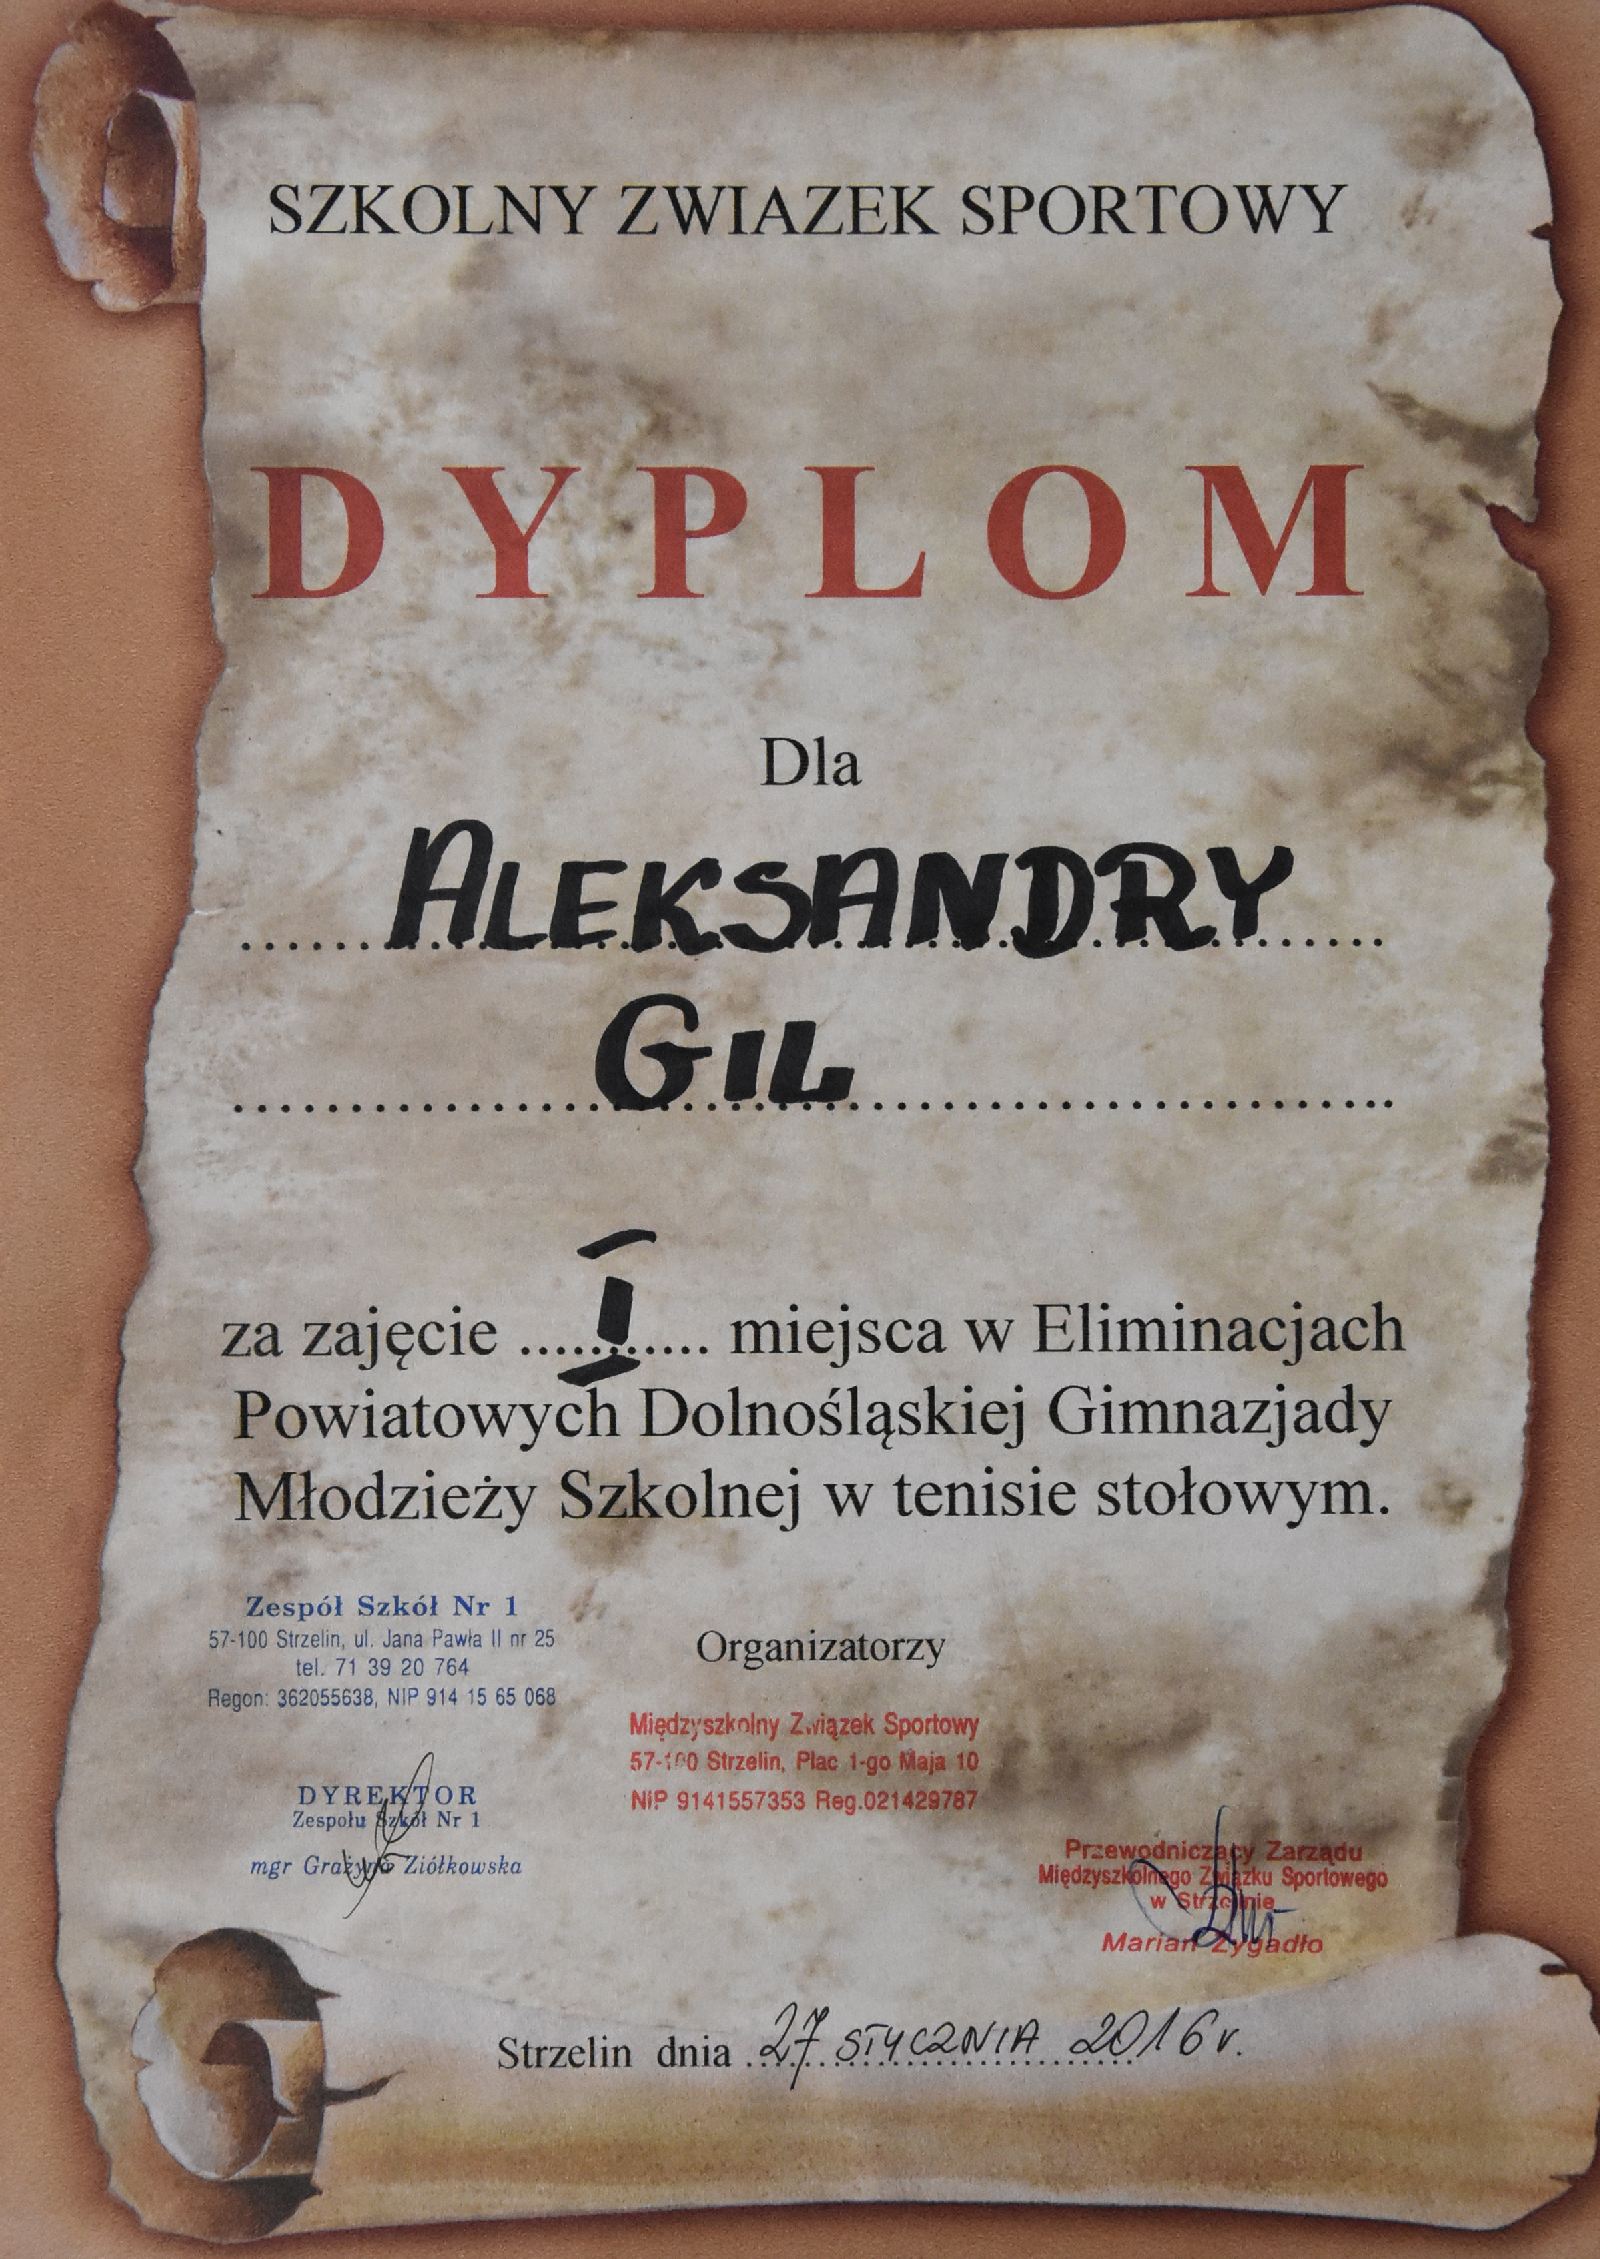 SZKOLNY ZWIAZEK SPORTOWY
DYPLOM
Dla
ALEKSANDRY
GIL
za zajęcie I miejsca w Eliminacjach
Powiatowych Dolnośląskiej Gimnazjady
Młodzieży Szkolnej w tenisie stołowym.
Zespół Szkół Nr 1
57-100 Strzelin, ul. Jana Pawła II nr 25
tel. 71 39 20 764
Regon: 362055638, NIP 914 15 65 068
DYREKTOR
Zespołu Szkół Nr 1
mgr Grażyna Ziółkowska
Organizatorzy
Międzyszkolny Związek Sportowy
57-100 Strzelin, Plac 1-go Maja 10
NIP 9141557353 Reg.021429787
Przewodniczący Zarządu
Międzyszkolnego Związku Sportowego
w Strzelinie
Marian Zygadło
Strzelin dnia 27 STYCZNIA 2016 r.